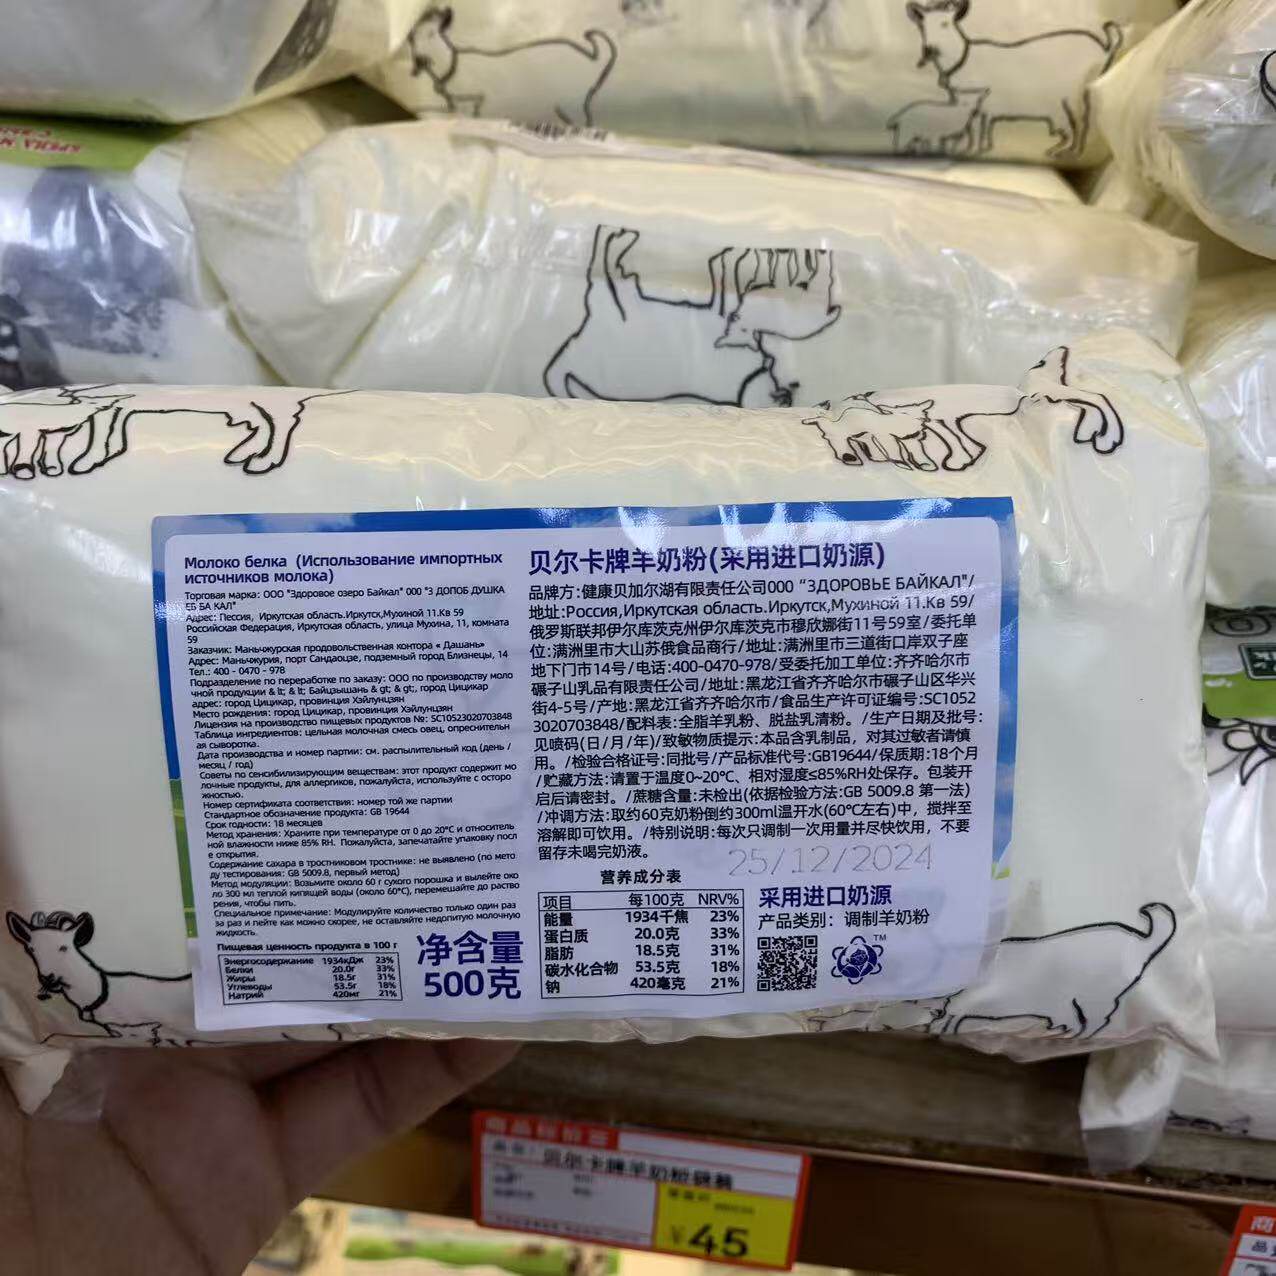 Молоко белка (Использование импортных
источников молока)
Торговая марка: ООО "Здоровое озеро Байкал" 000 "З ДОПОБ ДУШКА
ЕБ БА КАЛ"
Адрес: Пессия, Иркутская область.Иркутск,Мухиной 11.Кв 59
Российская Федерация, Иркутская область, улица Мухина, 11, комната
59
Заказчик: Маньчжурская продовольственная контора « Дашань»
Адрес: Маньчжурия, порт Сандаоцзе, подземный город Близнецы, 14
Тел.: 400 - 0470 - 978
Подразделение по переработке по заказу: ООО по производству моло
чной продукции & lt; & lt; Байцзышань & gt; & gt;, город Цицикар
адрес: город Цицикар, провинция Хэйлунцзян
Место рождения: город Цицикар, провинция Хэйлунцзян
Лицензия на производство пищевых продуктов №: SC10523020703848
Таблица ингредиентов: цельная молочная смесь овец, опреснительн
ая сыворотка.
Дата производства и номер партии: см. распылительный код (день /
месяц / год)
Советы по сенсибилизирующим веществам: этот продукт содержит мо
лочные продукты, для аллергиков, пожалуйста, используйте с осторо
жностью.
Номер сертификата соответствия: номер той же партии
Стандартное обозначение продукта: GB 19644
Срок годности: 18 месяцев
Метод хранения: Храните при температуре от 0 до 20°C и относитель
ной влажности ниже 85% RH. Пожалуйста, запечатайте упаковку посл
е открытия.
Содержание сахара в тростниковом тростнике: не выявлено (по мето
ду тестирования: GB 5009.8, первый метод)
Метод модуляции: Возьмите около 60 г сухого порошка и вылейте око
ло 300 мл теплой кипящей воды (около 60°C), перемешайте до раство
рения, чтобы пить.
Специальное примечание: Модулируйте количество только один раз
за раз и пейте как можно скорее, не оставляйте недопитую молочную
жидкость.
Пищевая ценность продукта в 100 г
Энергосодержание 1934кДж 23%
Белки 20.0г 33%
Жиры 18.5г 31%
Углеводы 53.5г 18%
Натрий 420мг 21%
净含量
500克
贝尔卡牌羊奶粉(采用进口奶源)
品牌方:健康贝加尔湖有限责任公司000 "ЗДОРОВЬЕ БАЙКАЛ"/
地址:Россия,Иркутская область.Иркутск,Мухиной 11.Кв 59/
俄罗斯联邦伊尔库茨克州伊尔库茨克市穆欣娜街11号59室/委托单
位:满洲里市大山苏俄食品商行/地址:满洲里市三道街口岸双子座
地下门市14号/电话:400-0470-978/受委托加工单位:齐齐哈尔市
碾子山乳品有限责任公司/地址:黑龙江省齐齐哈尔市碾子山区华兴
街4-5号/产地:黑龙江省齐齐哈尔市/食品生产许可证编号:SC1052
3020703848/配料表:全脂羊乳粉、脱盐乳清粉。/生产日期及批号:
见喷码(日/月/年)/致敏物质提示:本品含乳制品，对其过敏者请慎
用。/检验合格证号:同批号/产品标准代号:GB19644/保质期:18个月
/贮藏方法:请置于温度0~20°C、相对湿度≤85%RH处保存。包装开
启后请密封。/蔗糖含量:未检出(依据检验方法:GB 5009.8 第一法)
/冲调方法:取约60克奶粉倒约300ml温开水(60°C左右)中，搅拌至
溶解即可饮用。/特别说明:每次只调制一次用量并尽快饮用，不要
留存未喝完奶液。
25/12/2024
营养成分表
项目 每100克 NRV%
能量 1934千焦 23%
蛋白质 20.0克 33%
脂肪 18.5克 31%
碳水化合物 53.5克 18%
钠 420毫克 21%
采用进口奶源
产品类别：调制羊奶粉
TM
商品标价签
贝尔卡牌羊奶粉袋装
¥45
商